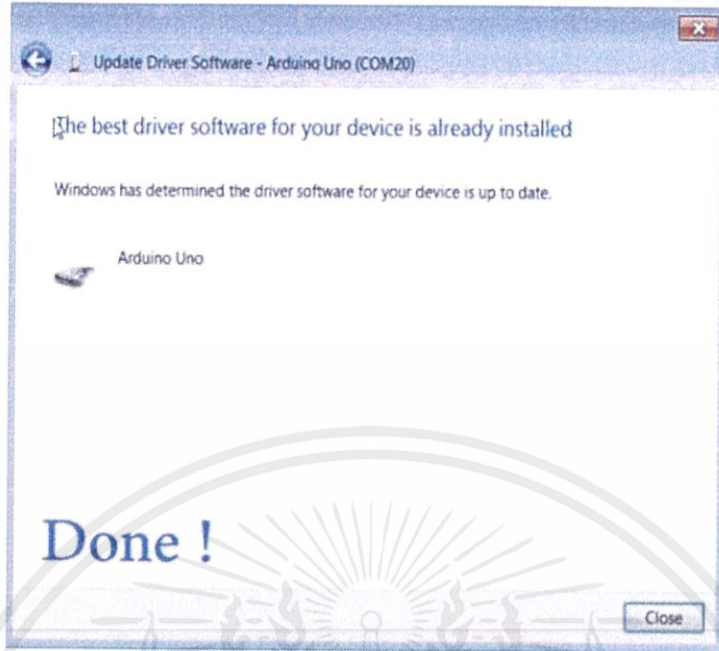 Update Driver Software - Arduino Uno (COM20)
The best driver software for your device is already installed
Windows has determined the driver software for your device is up to date.
Arduino Uno
Done !
Close